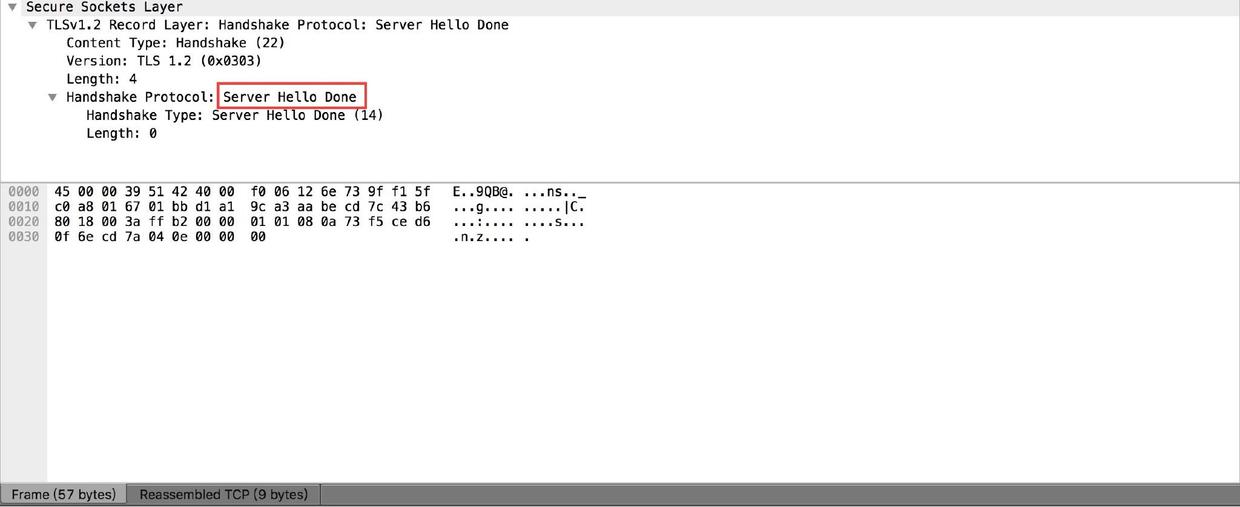 Secure Sockets Layer
TLSv1.2 Record Layer: Handshake Protocol: Server Hello Done
Content Type: Handshake (22)
Version: TLS 1.2 (0x0303)
Length: 4
Handshake Protocol: Server Hello Done
Handshake Type: Server Hello Done (14)
Length: 0
0000 45 00 00 39 51 42 40 00 f0 06 12 6e 73 9f f1 5f E..9QB@. ...ns.._
0010 c0 a8 01 67 01 bb d1 a1 9c a3 aa be cd 7c 43 b6 ...g.... .....|C.
0020 80 18 00 3a ff b2 00 00 01 01 08 0a 73 f5 ce d6 ...:.... ....s...
0030 0f 6e cd 7a 04 0e 00 00 00 .n.z.... .
Frame (57 bytes) Reassembled TCP (9 bytes)